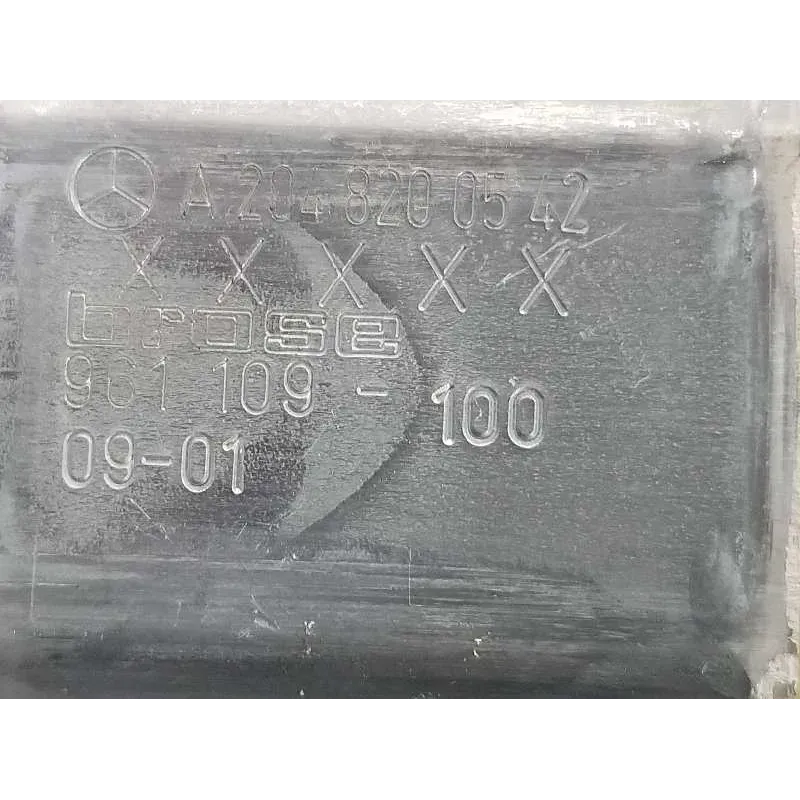 A 204 820 05 42
X X X X X
brose
961 109 - 100
09-01